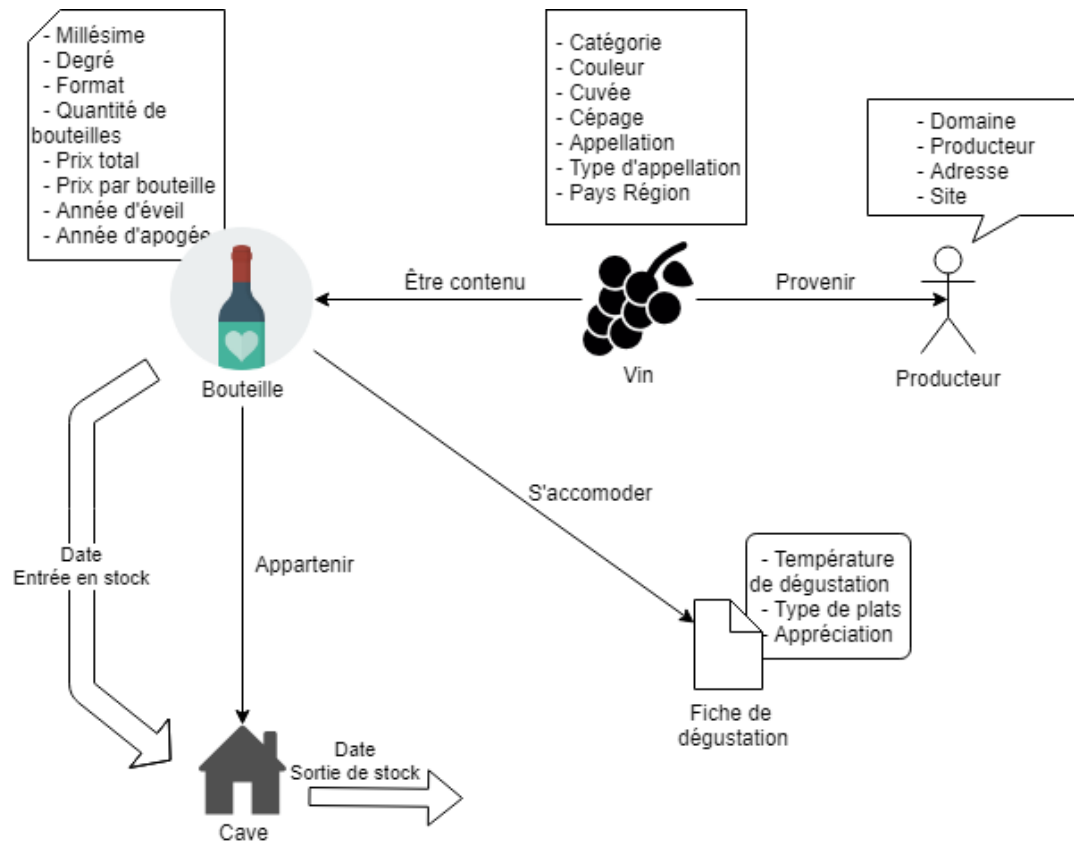 - Millésime
- Degré
- Format
- Quantité de
bouteilles
- Prix total
- Prix par bouteille
- Année d'éveil
- Année d'apogée
- Catégorie
- Couleur
- Cuvée
- Cépage
- Appellation
- Type d'appellation
- Pays Région
- Domaine
- Producteur
- Adresse
- Site
Être contenu
Provenir
Bouteille
Vin
Producteur
S'accomoder
Date
Entrée en stock
Appartenir
- Température
de dégustation
- Type de plats
- Appréciation
Fiche de
dégustation
Date
Sortie de stock
Cave